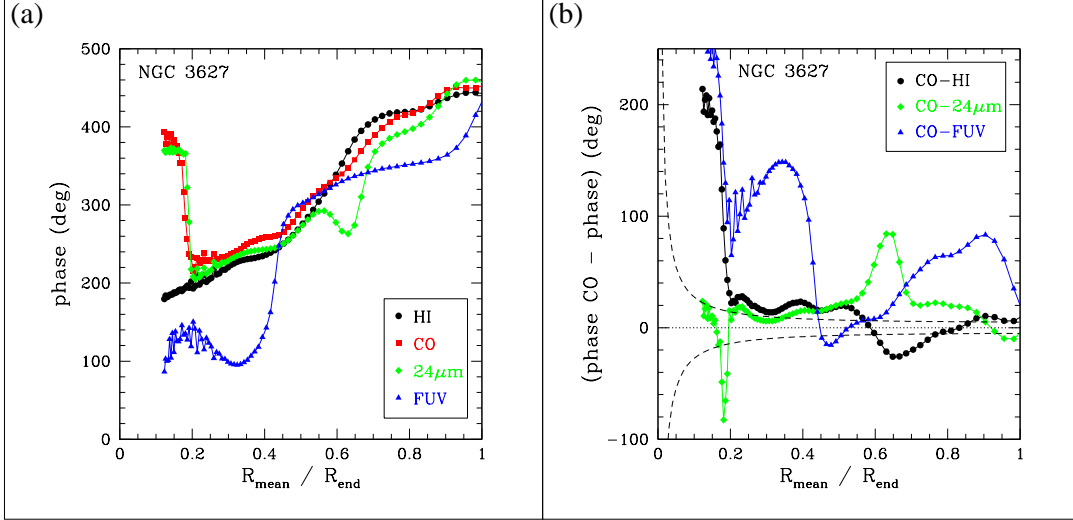 (a)
NGC 3627
500
400
300
200
100
0
phase (deg)
HI
CO
24μm
FUV
0 0.2 0.4 0.6 0.8 1
R_mean / R_end
(b)
NGC 3627
CO-HI
CO-24μm
CO-FUV
200
100
0
-100
(phase CO - phase) (deg)
0 0.2 0.4 0.6 0.8 1
R_mean / R_end